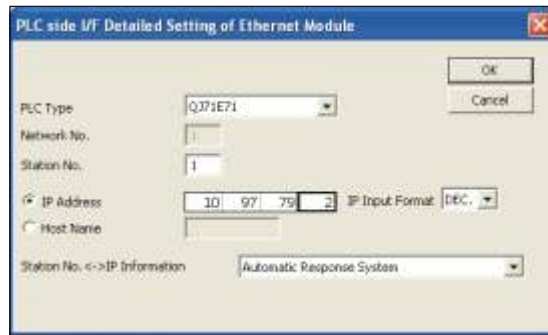 PLC side I/F Detailed Setting of Ethernet Module
OK
PLC Type QJ71E71 Cancel
Network No. 1
Station No. 1
IP Address 10 97 79 2 IP Input Format DEC.
Host Name
Station No. <->IP Information Automatic Response System